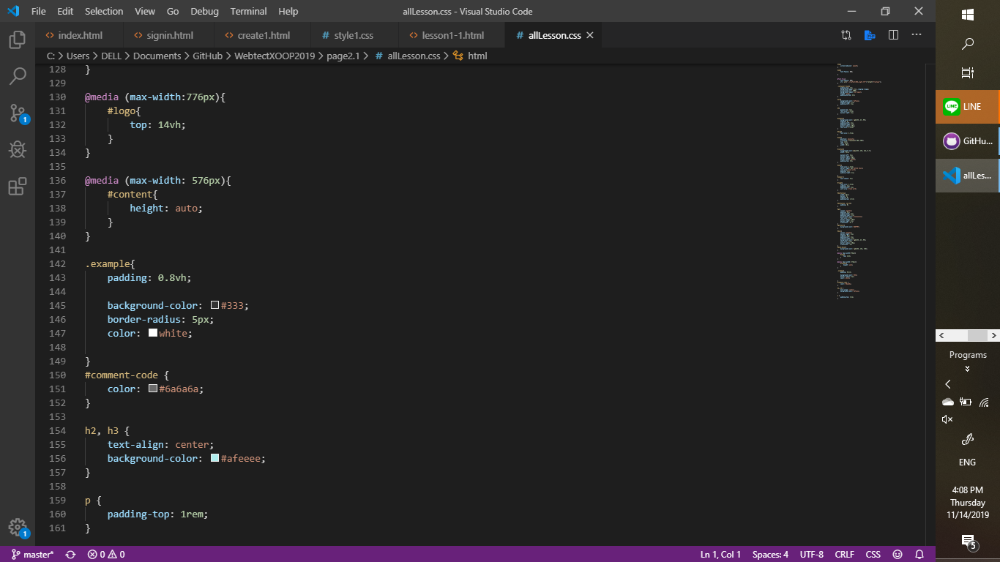 File Edit Selection View Go Debug Terminal Help allLesson.css - Visual Studio Code
index.html signin.html create1.html style1.css lesson1-1.html allLesson.css
C: > Users > DELL > Documents > GitHub > WebtectXOOP2019 > page2.1 > # allLesson.css > html
128 }
129
130 @media (max-width:776px){
131 #logo{
132 top: 14vh;
133 }
134 }
135
136 @media (max-width: 576px){
137 #content{
138 height: auto;
139 }
140 }
141
142 .example{
143 padding: 0.8vh;
144
145 background-color: #333;
146 border-radius: 5px;
147 color: white;
148
149 }
150 #comment-code {
151 color: #6a6a6a;
152 }
153
154 h2, h3 {
155 text-align: center;
156 background-color: #afeeee;
157 }
158
159 p {
160 padding-top: 1rem;
161 }
1
1
master* 0 0 Ln 1, Col 1 Spaces: 4 UTF-8 CRLF CSS
LINE
GitHu...
allLes...
Programs
ENG
4:08 PM
Thursday
11/14/2019
5